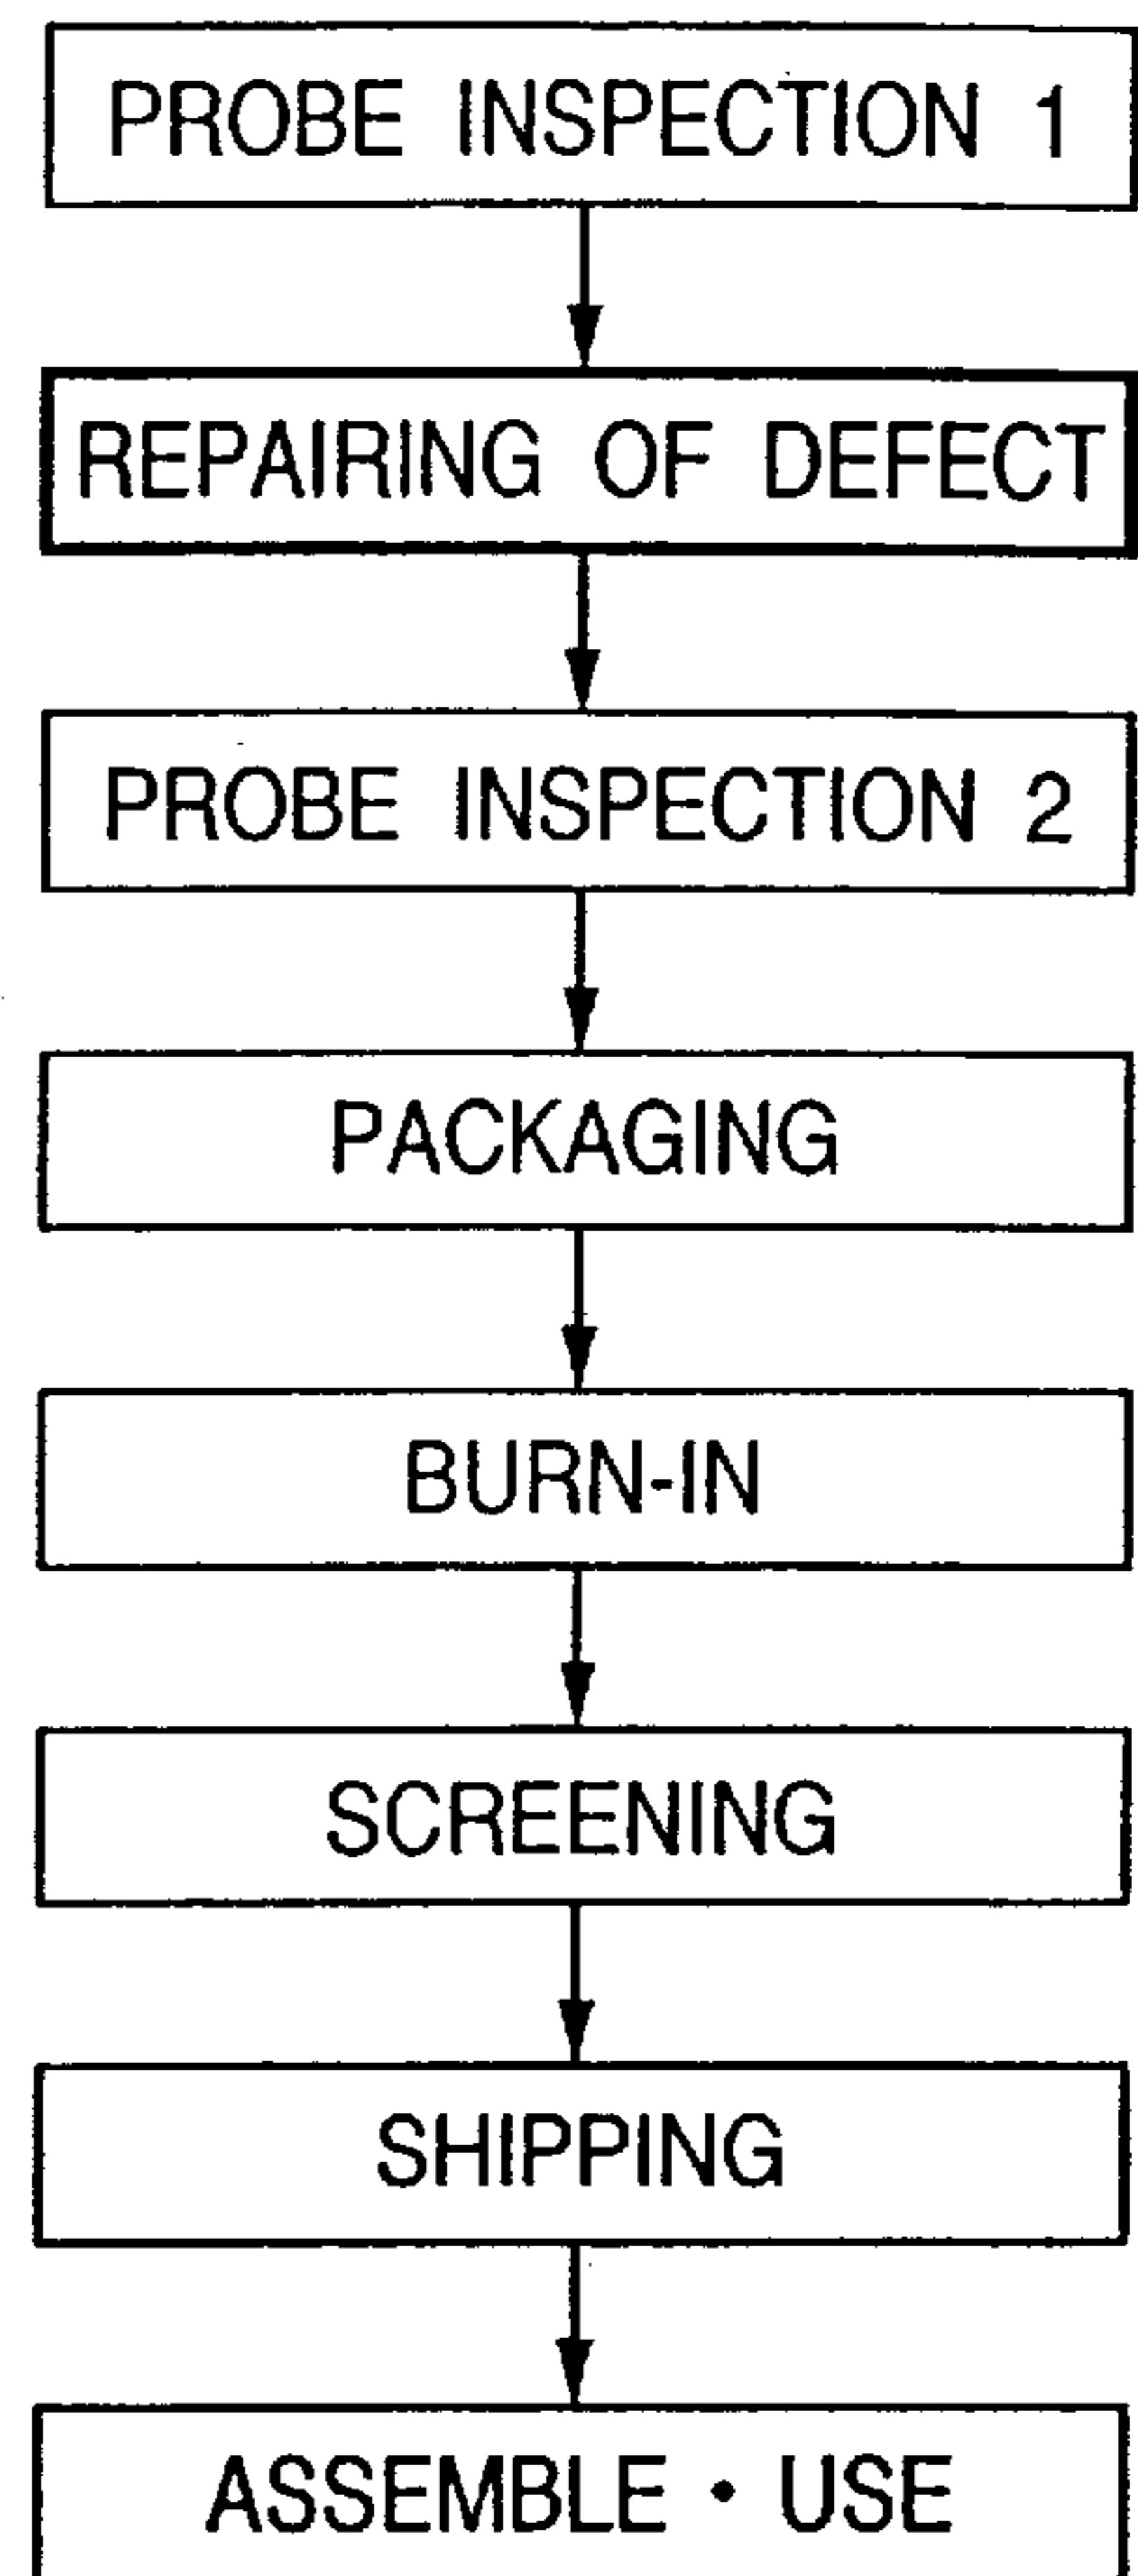 PROBE INSPECTION 1
REPAIRING OF DEFECT
PROBE INSPECTION 2
PACKAGING
BURN-IN
SCREENING
SHIPPING
ASSEMBLE • USE